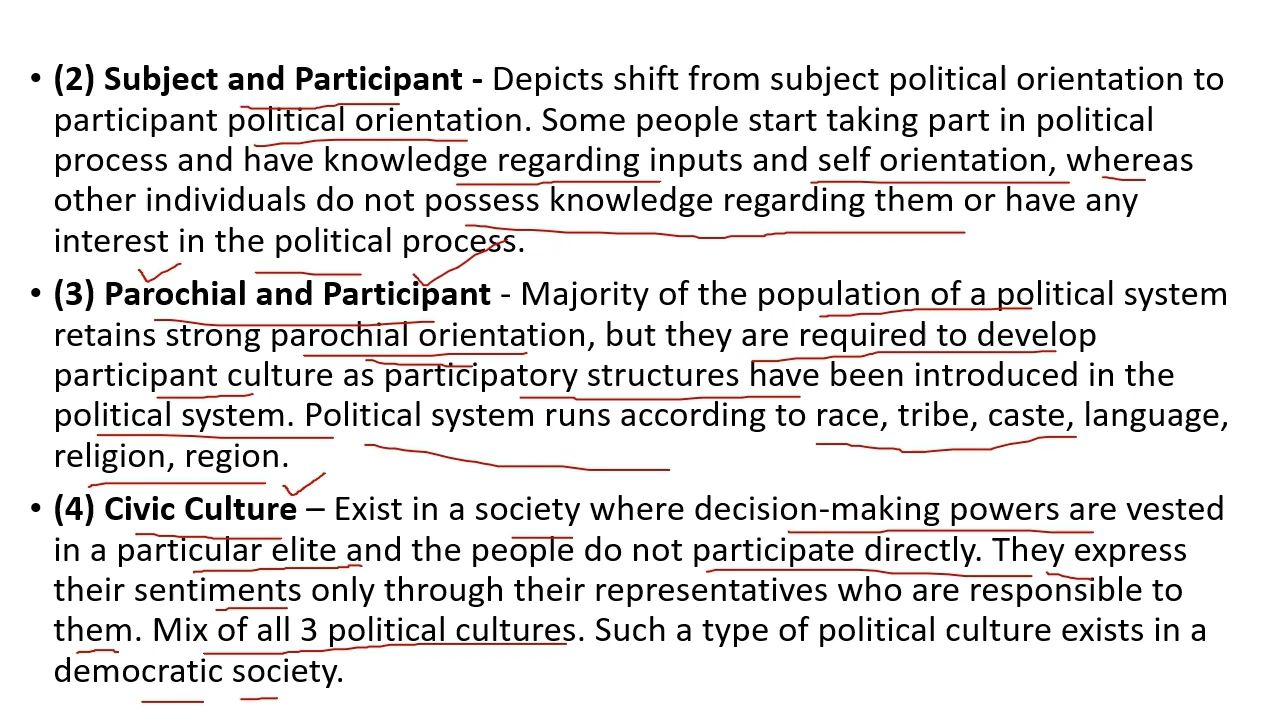 • (2) Subject and Participant - Depicts shift from subject political orientation to
participant political orientation. Some people start taking part in political
process and have knowledge regarding inputs and self orientation, whereas
other individuals do not possess knowledge regarding them or have any
interest in the political process.
• (3) Parochial and Participant - Majority of the population of a political system
retains strong parochial orientation, but they are required to develop
participant culture as participatory structures have been introduced in the
political system. Political system runs according to race, tribe, caste, language,
religion, region.
• (4) Civic Culture – Exist in a society where decision-making powers are vested
in a particular elite and the people do not participate directly. They express
their sentiments only through their representatives who are responsible to
them. Mix of all 3 political cultures. Such a type of political culture exists in a
democratic society.